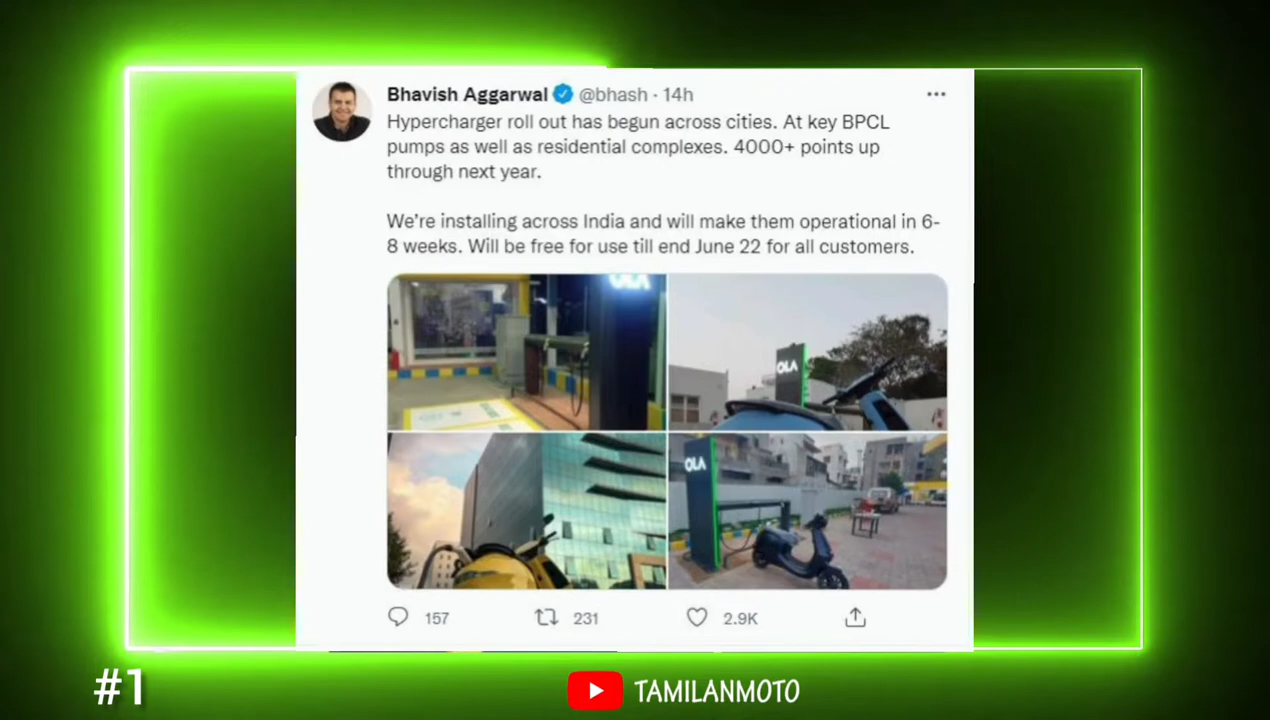 Bhavish Aggarwal @bhash · 14h
Hypercharger roll out has begun across cities. At key BPCL
pumps as well as residential complexes. 4000+ points up
through next year.
We're installing across India and will make them operational in 6-
8 weeks. Will be free for use till end June 22 for all customers.
OLA
OLA
OLA
157 231 2.9K
#1
TAMILANMOTO